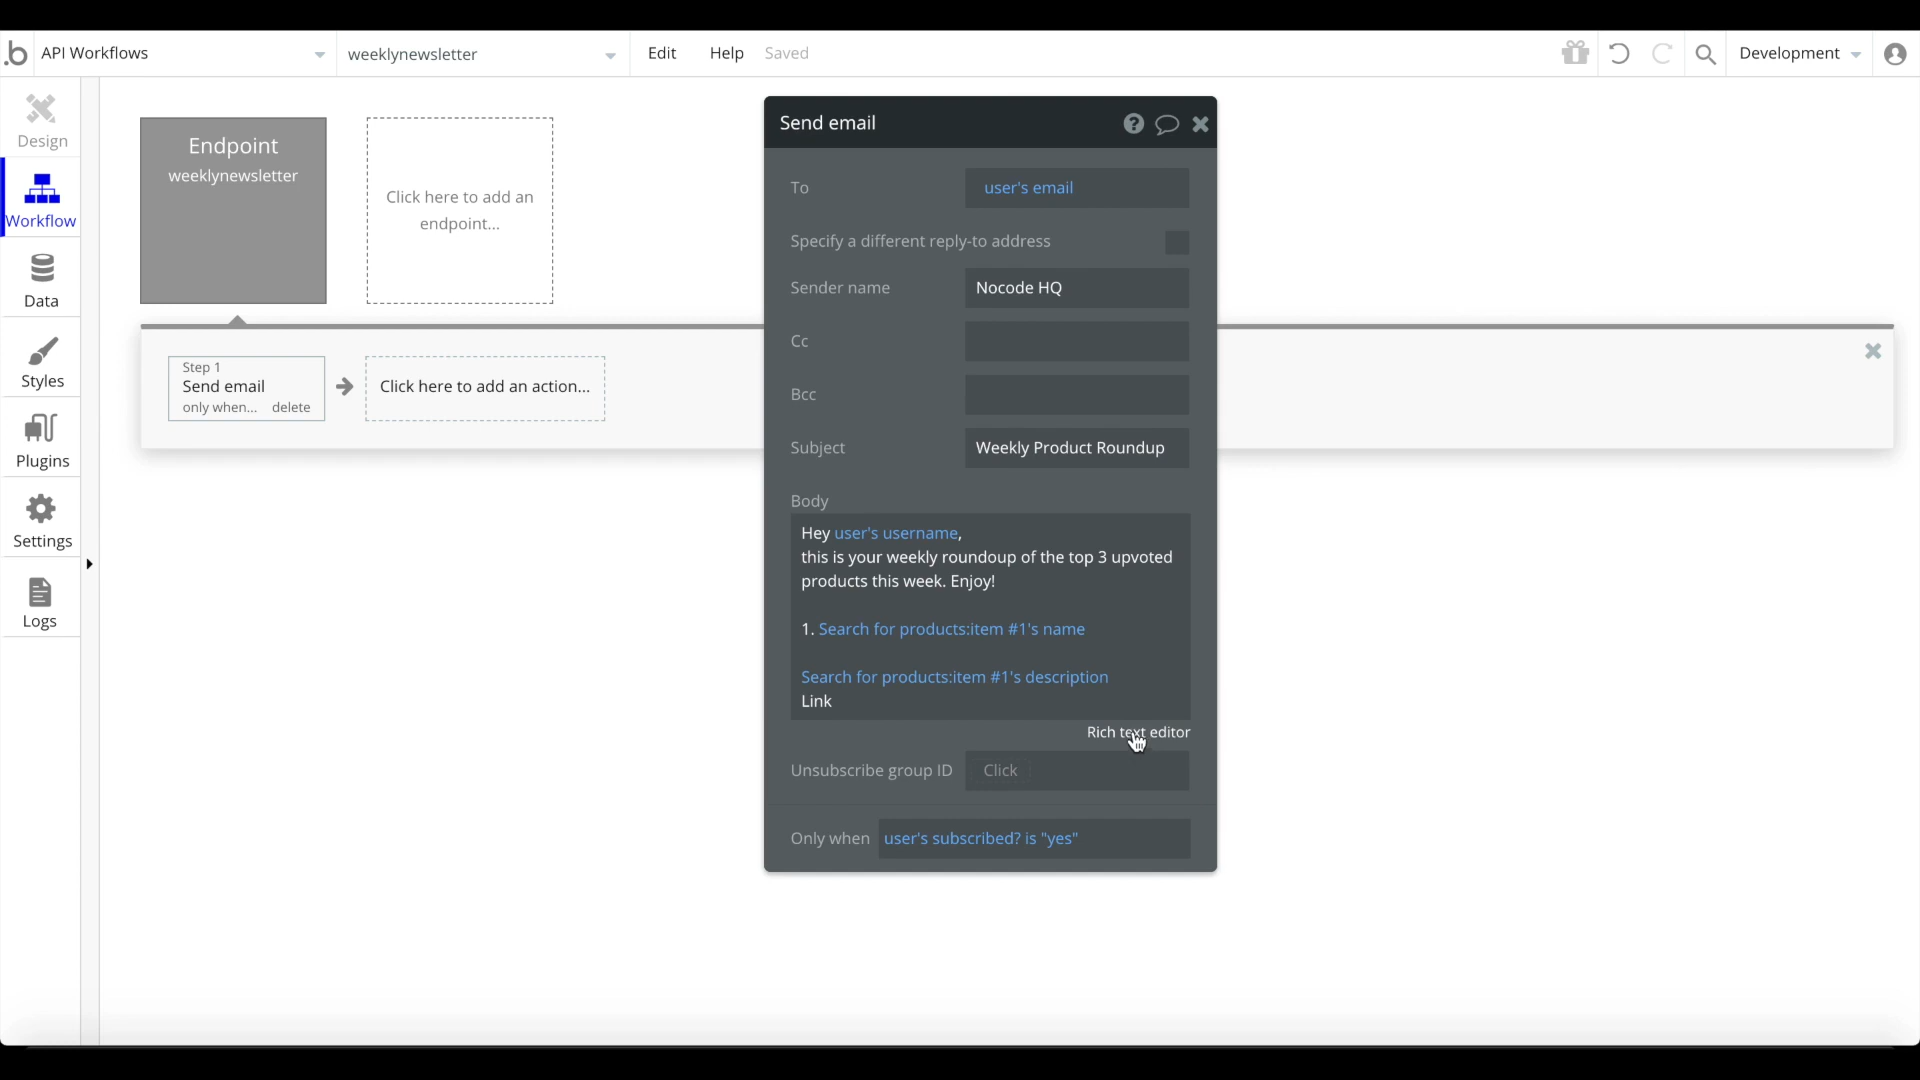 .b
API Workflows
weeklynewsletter
Edit
Help
Saved
Development
Design
Workflow
Data
Styles
Plugins
Settings
Logs
Endpoint
weeklynewsletter
Click here to add an
endpoint...
Step 1
Send email
only when...
delete
Click here to add an action...
Send email
?
To
user's email
Specify a different reply-to address
Sender name
Nocode HQ
Cc
Bcc
Subject
Weekly Product Roundup
Body
Hey user's username,
this is your weekly roundup of the top 3 upvoted
products this week. Enjoy!
1. Search for products:item #1's name
Search for products:item #1's description
Link
Rich text editor
Unsubscribe group ID
Click
Only when
user's subscribed? is "yes"